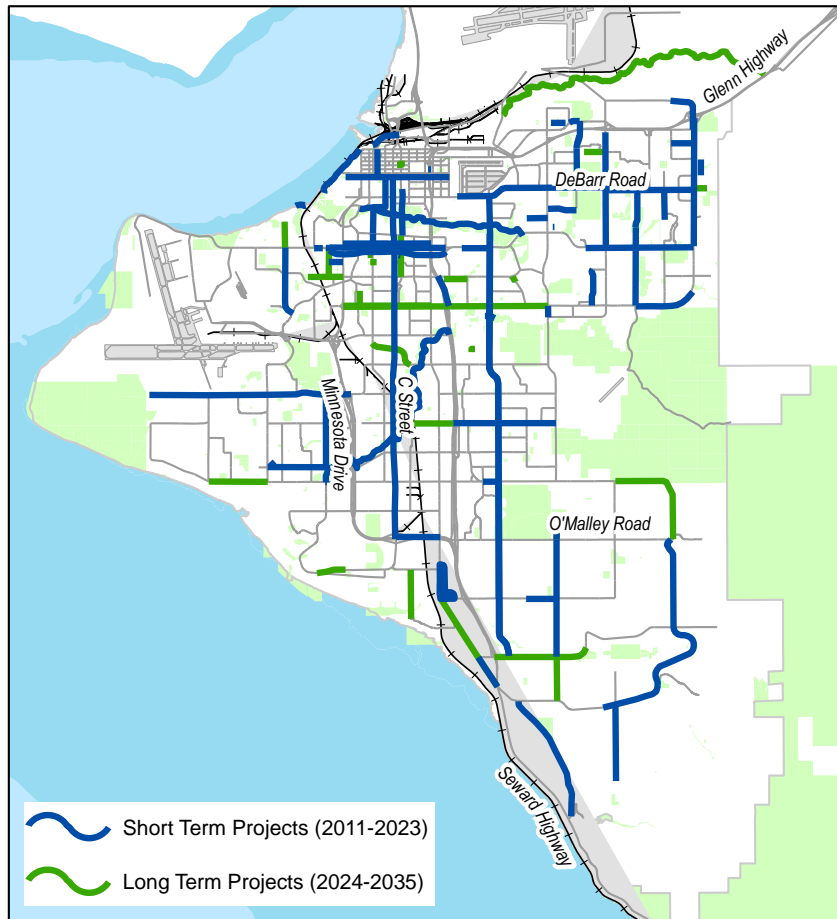 Glenn Highway
DeBarr Road
Minnesota Drive
C Street
O'Malley Road
Seward Highway
Short Term Projects (2011-2023)
Long Term Projects (2024-2035)